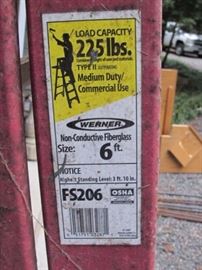 LOAD CAPACITY
225 lbs.
TYPE II
Medium Duty/
Commercial Use
WERNER
Non-Conductive Fiberglass
Size: 6 ft.
NOTICE
Highest Standing Level: 3 ft. 10 in.
FS206
OSHA